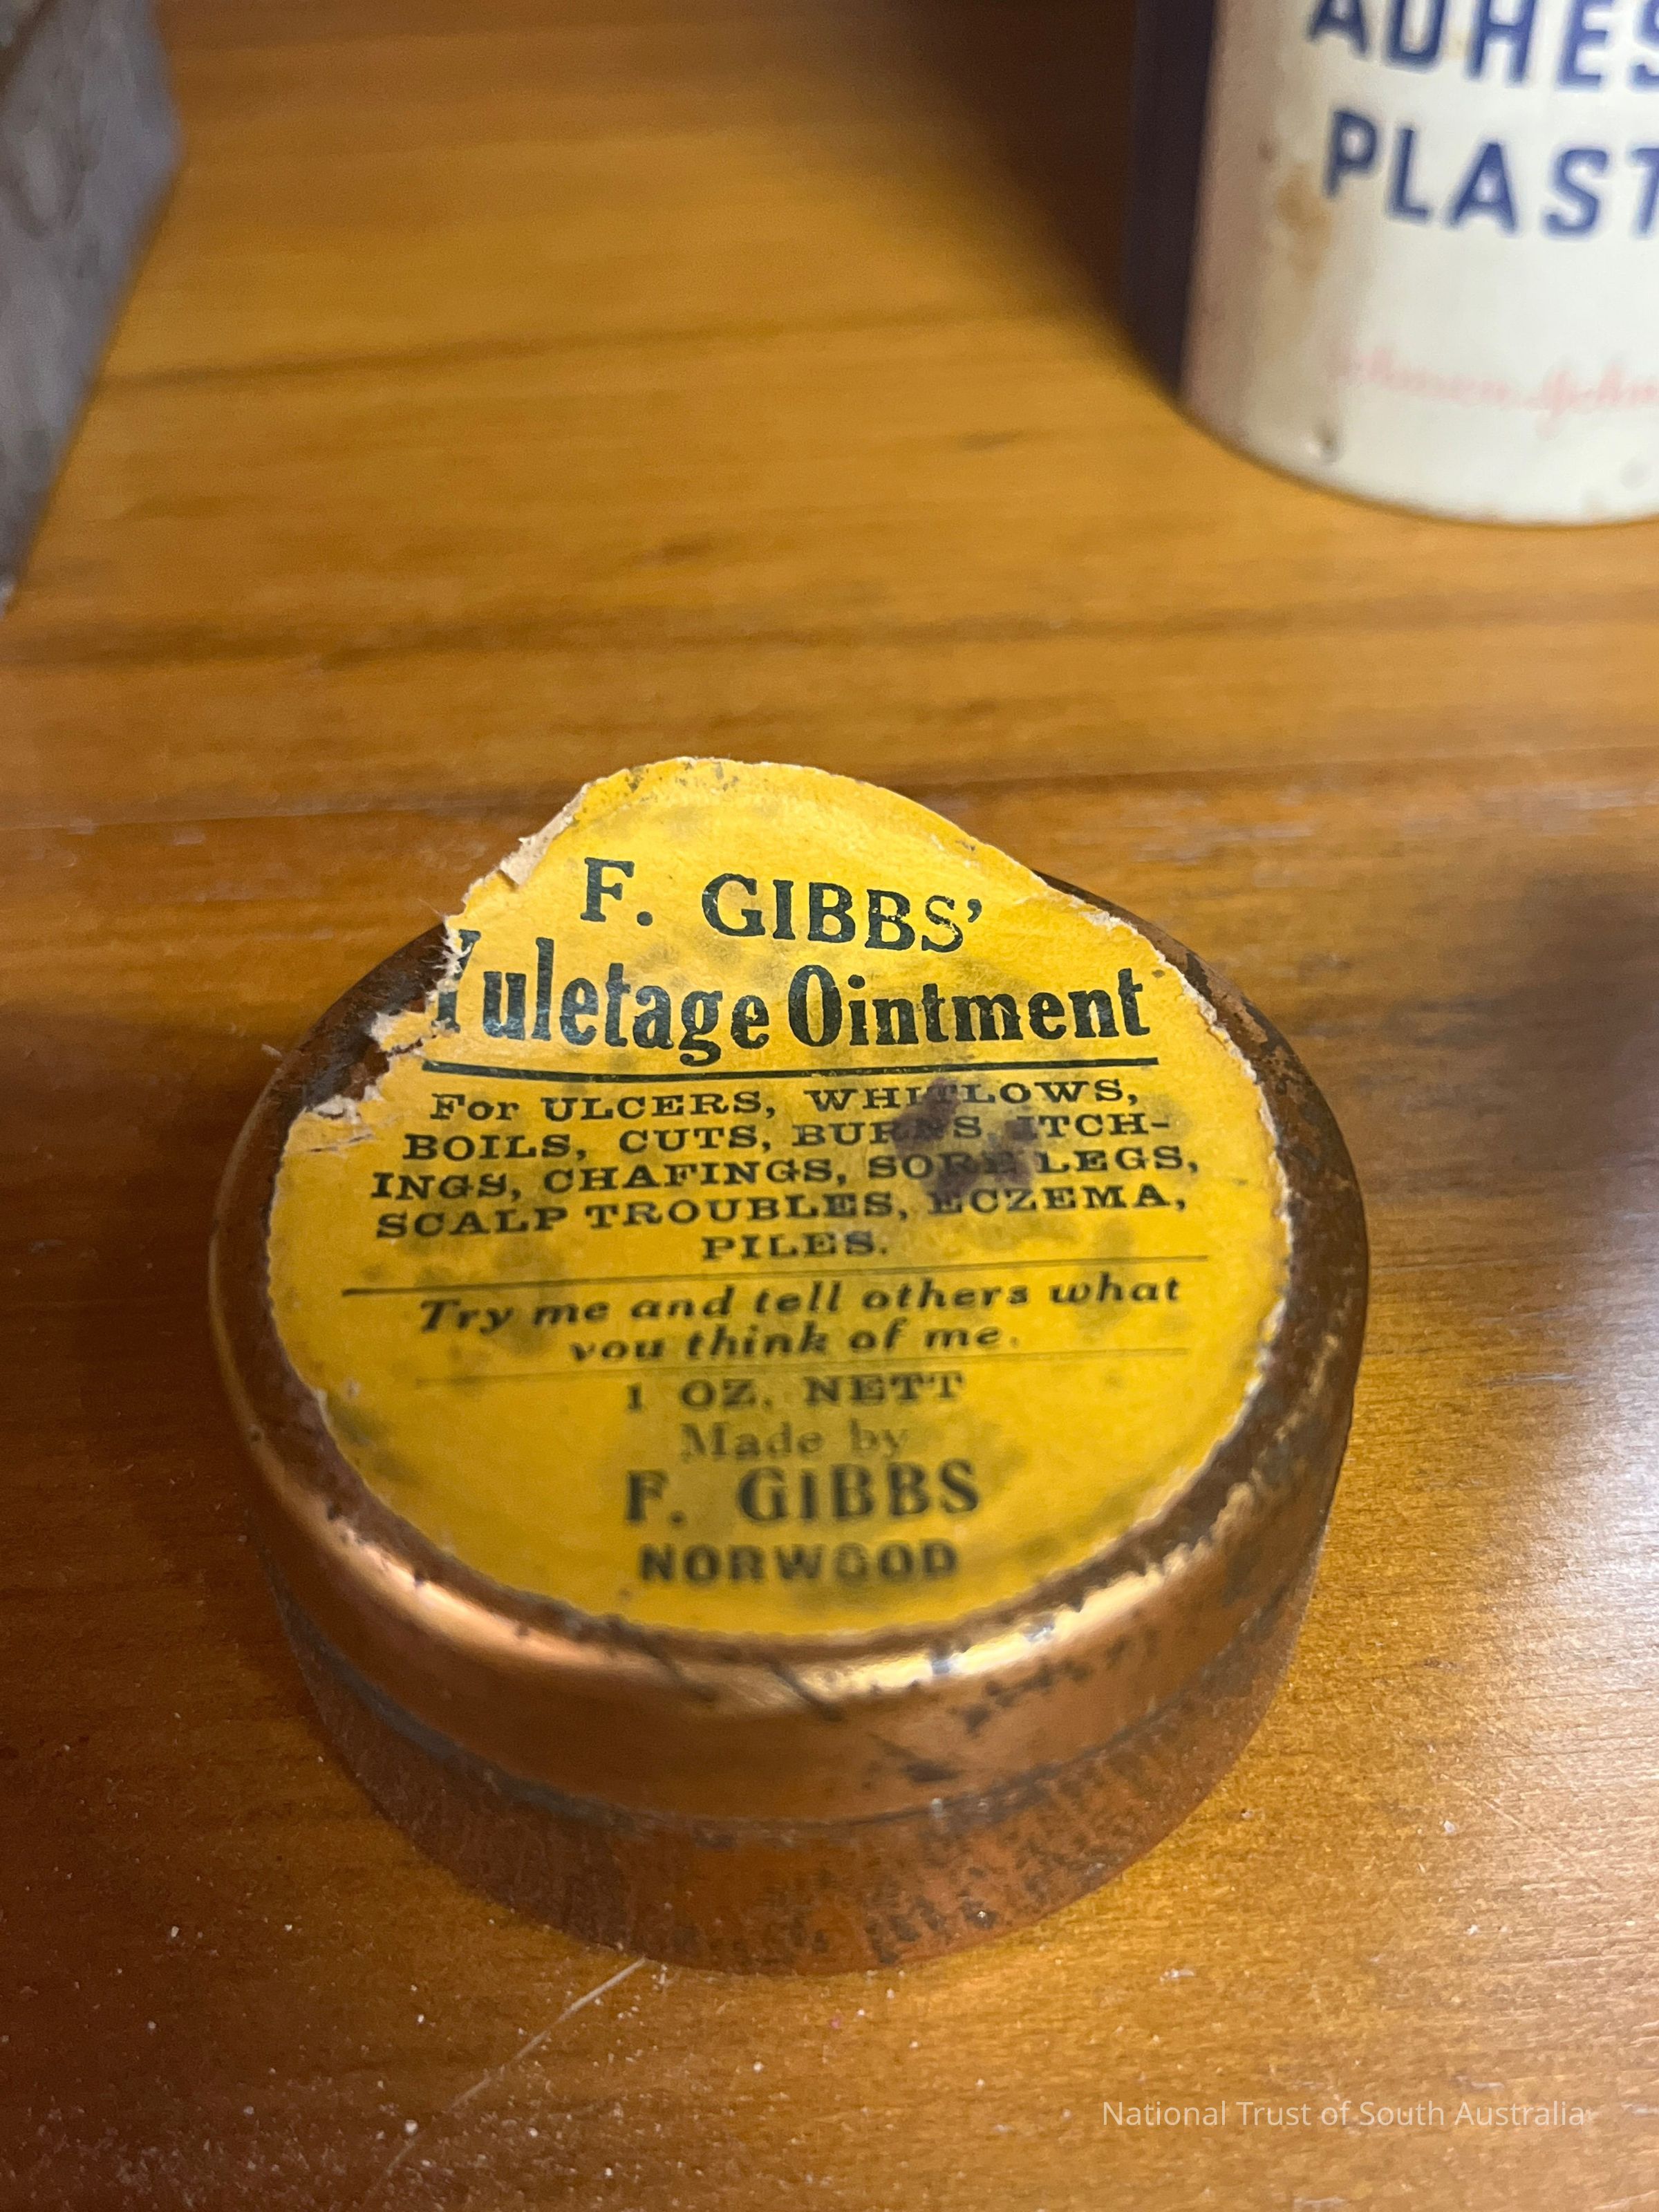 ADHES
PLAST
F. GIBBS'
Yuletage Ointment
For ULCERS, WHITLOWS,
BOILS, CUTS, BURNS, ITCH-
INGS, CHAFINGS, SORE LEGS,
SCALP TROUBLES, ECZEMA,
PILES.
Try me and tell others what
you think of me.
1 OZ. NETT
Made by
F. GIBBS
NORWOOD
National Trust of South Australia